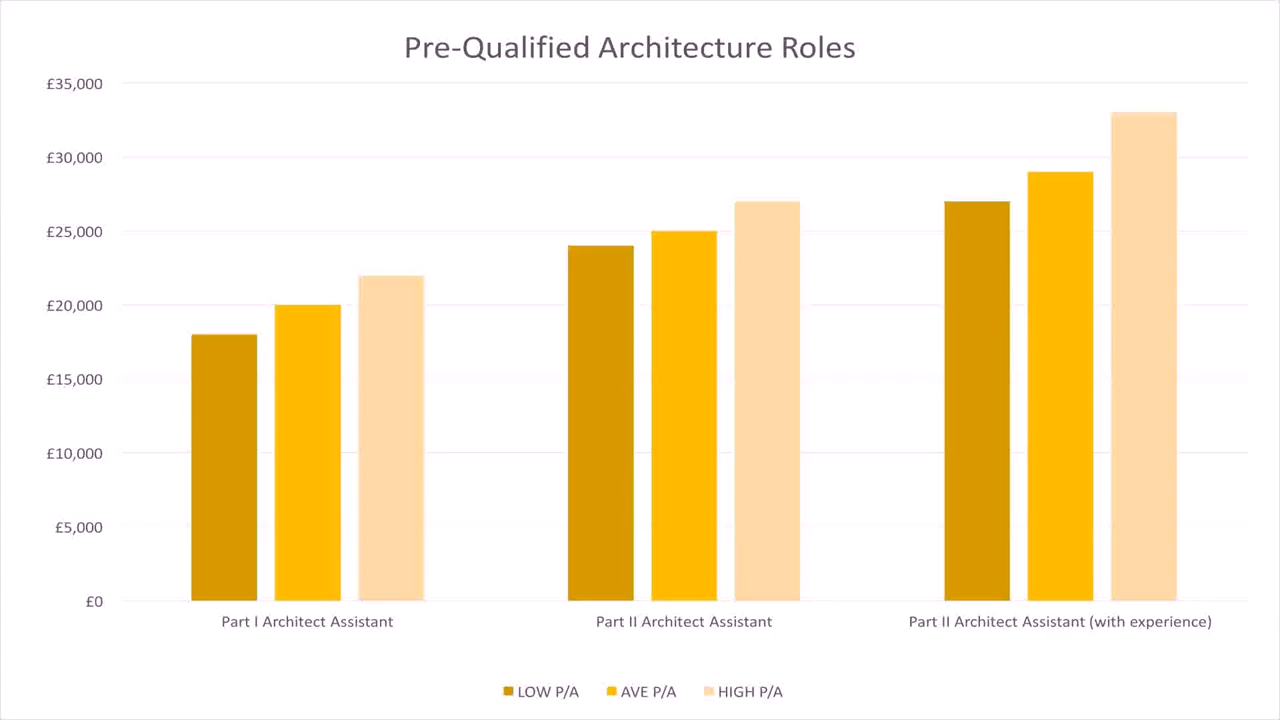 Pre-Qualified Architecture Roles
£35,000
£30,000
£25,000
£20,000
£15,000
£10,000
£5,000
£0
Part I Architect Assistant
Part II Architect Assistant
Part II Architect Assistant (with experience)
LOW P/A
AVE P/A
HIGH P/A